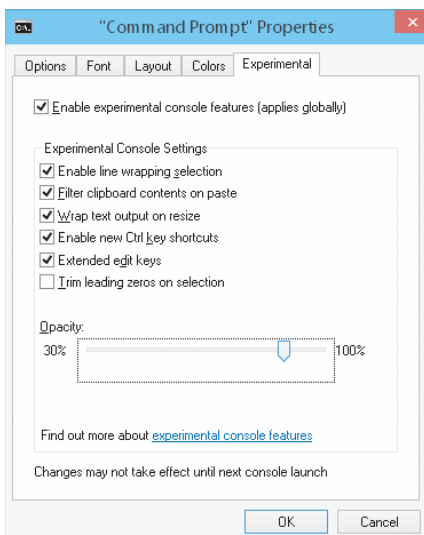 "Command Prompt" Properties
Options Font Layout Colors Experimental
Enable experimental console features (applies globally)
Experimental Console Settings
Enable line wrapping selection
Filter clipboard contents on paste
Wrap text output on resize
Enable new Ctrl key shortcuts
Extended edit keys
Trim leading zeros on selection
Opacity:
30% 100%
Find out more about experimental console features
Changes may not take effect until next console launch
OK Cancel